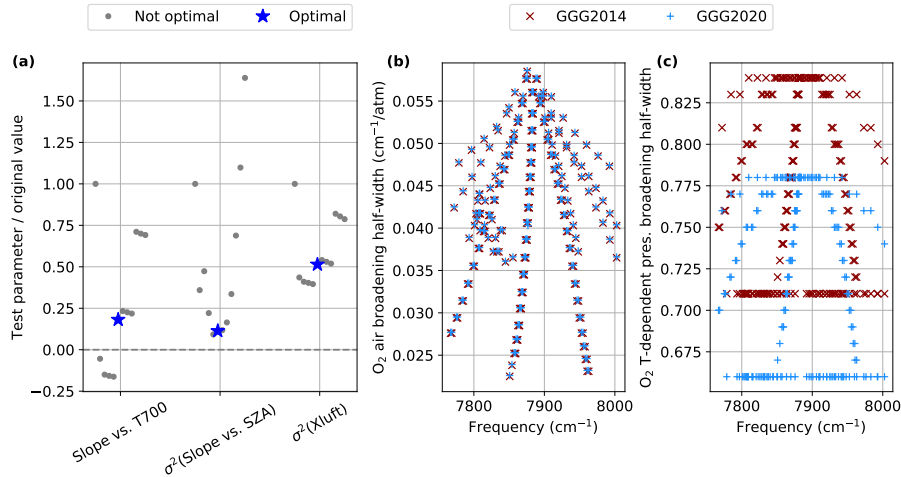 Not optimal Optimal
GGG2014 GGG2020
(a)
Test parameter / original value
1.50
1.25
1.00
0.75
0.50
0.25
0.00
−0.25
Slope vs. T700
σ²(Slope vs. SZA)
σ²(Xluft)
(b)
O₂ air broadening half-width (cm⁻¹/atm)
0.055
0.050
0.045
0.040
0.035
0.030
0.025
7800 7900 8000
Frequency (cm⁻¹)
(c)
O₂ T-dependent pres. broadening half-width
0.825
0.800
0.775
0.750
0.725
0.700
0.675
7800 7900 8000
Frequency (cm⁻¹)